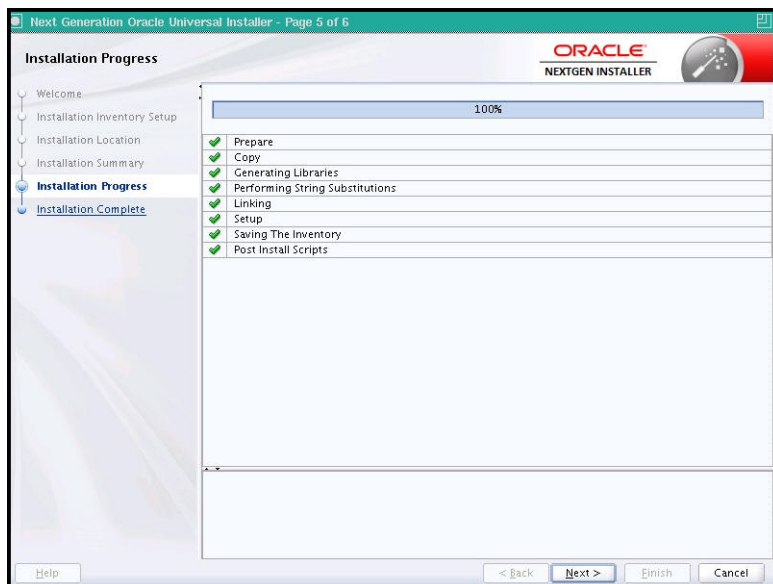 Next Generation Oracle Universal Installer - Page 5 of 6
Installation Progress
ORACLE
NEXTGEN INSTALLER
Welcome
Installation Inventory Setup
Installation Location
Installation Summary
Installation Progress
Installation Complete
100%
Prepare
Copy
Generating Libraries
Performing String Substitutions
Linking
Setup
Saving The Inventory
Post Install Scripts
Help
< Back
Next >
Finish
Cancel